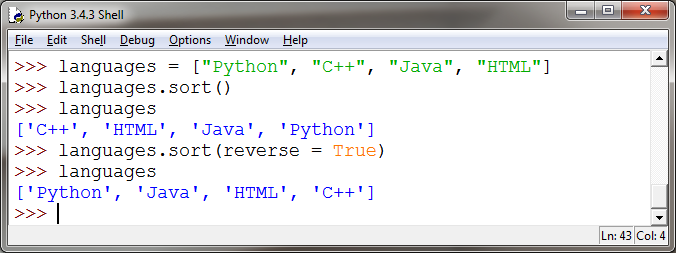 Python 3.4.3 Shell
File Edit Shell Debug Options Window Help
>>> languages = ["Python", "C++", "Java", "HTML"]
>>> languages.sort()
>>> languages
['C++', 'HTML', 'Java', 'Python']
>>> languages.sort(reverse = True)
>>> languages
['Python', 'Java', 'HTML', 'C++']
>>>
Ln: 43 Col: 4